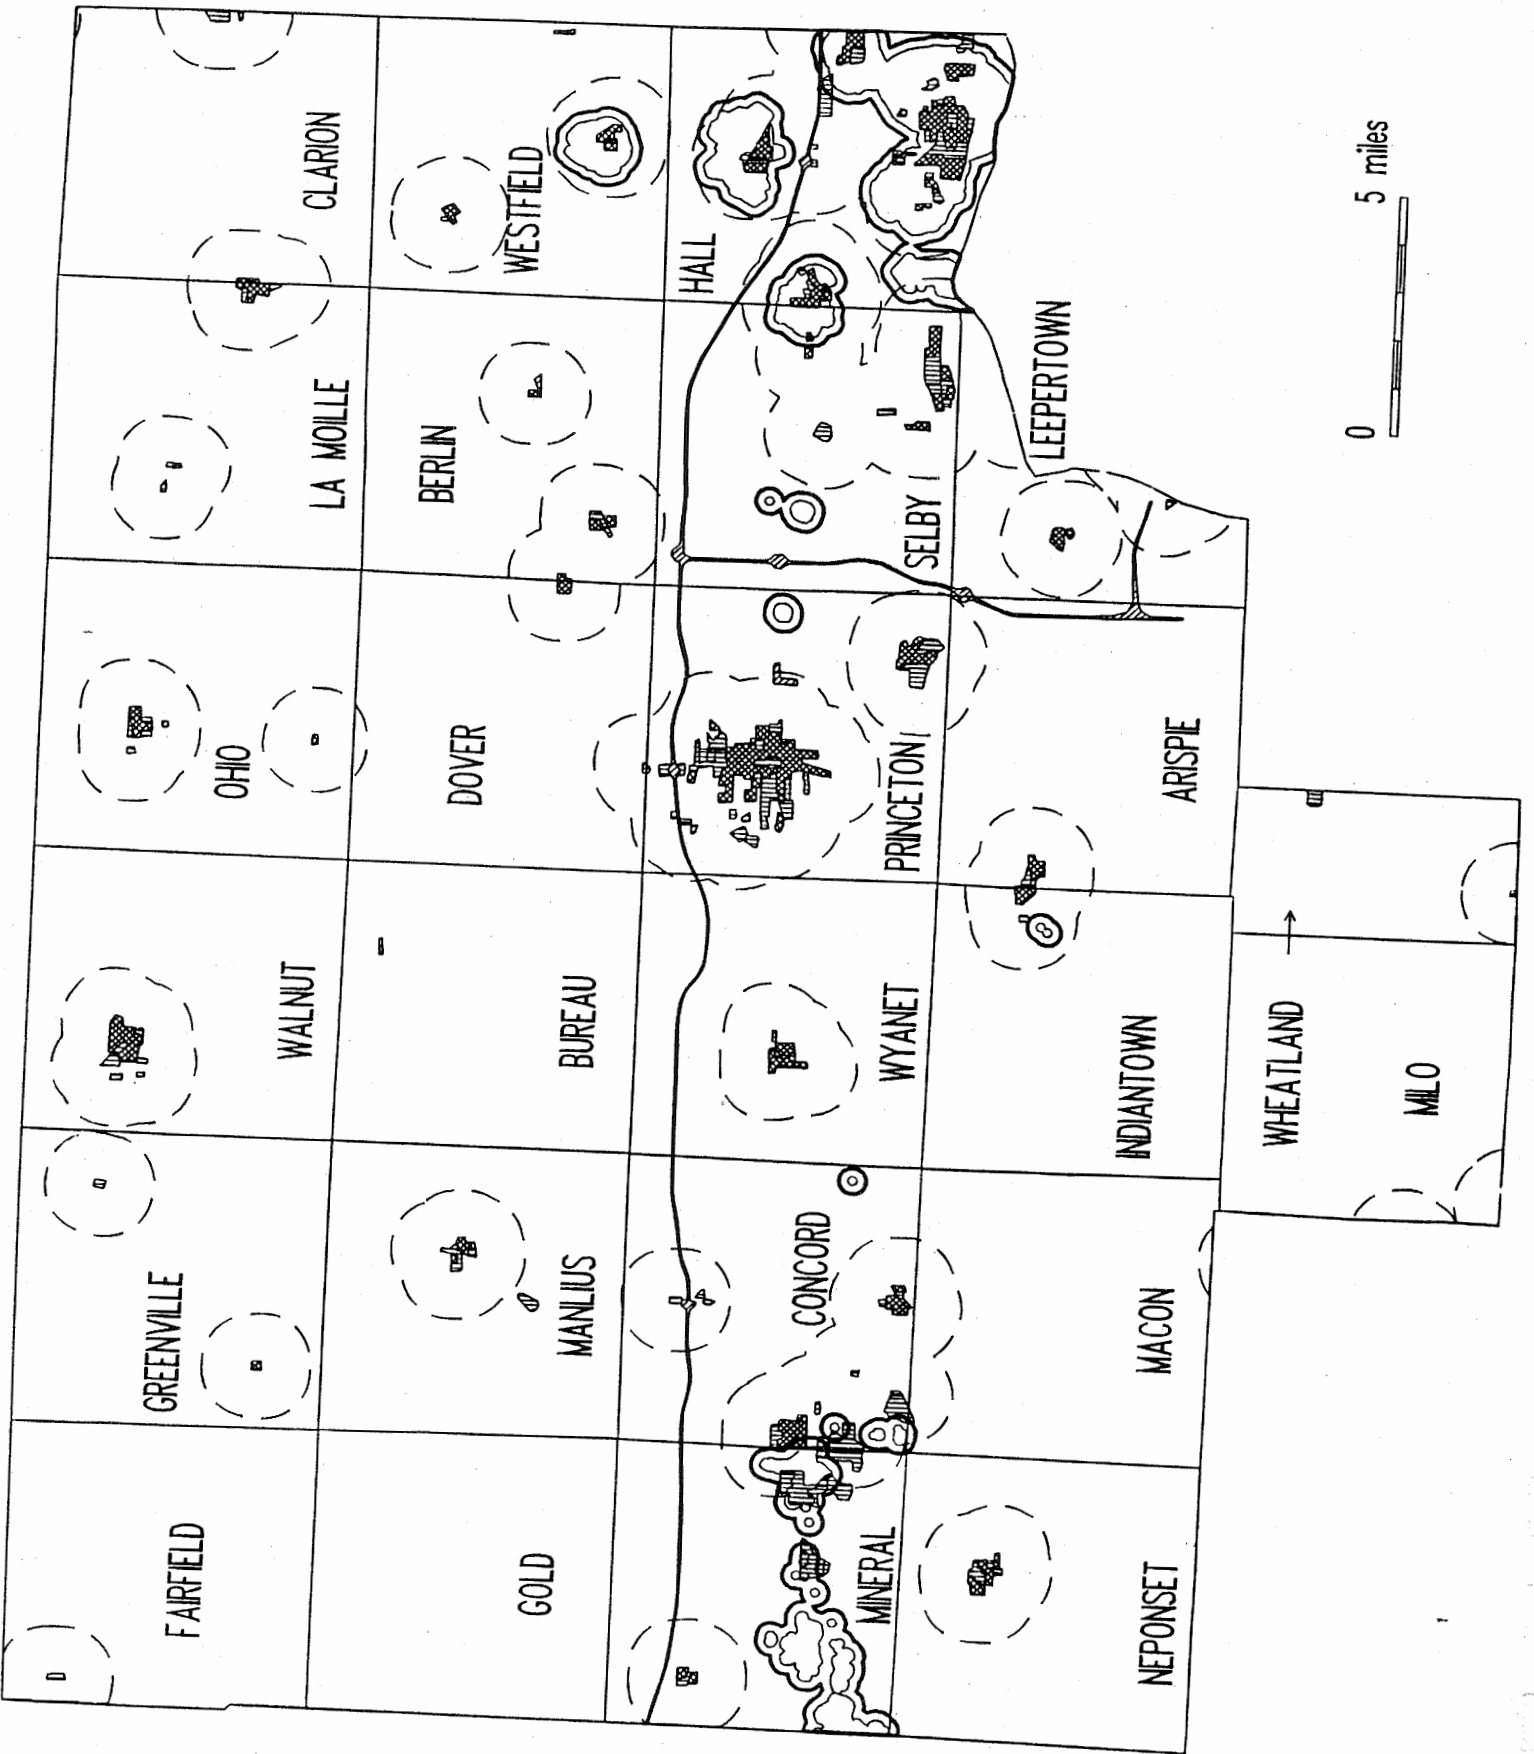 CLARION
WESTFIELD
HALL
LEEPERTOWN
LA MOILLE
BERLIN
SELBY
OHIO
DOVER
PRINCETON
ARISPIE
WALNUT
BUREAU
WYANET
INDIANTOWN
WHEATLAND
MILO
GREENVILLE
MANLIUS
CONCORD
MACON
FAIRFIELD
GOLD
MINERAL
NEPONSET
0 5 miles